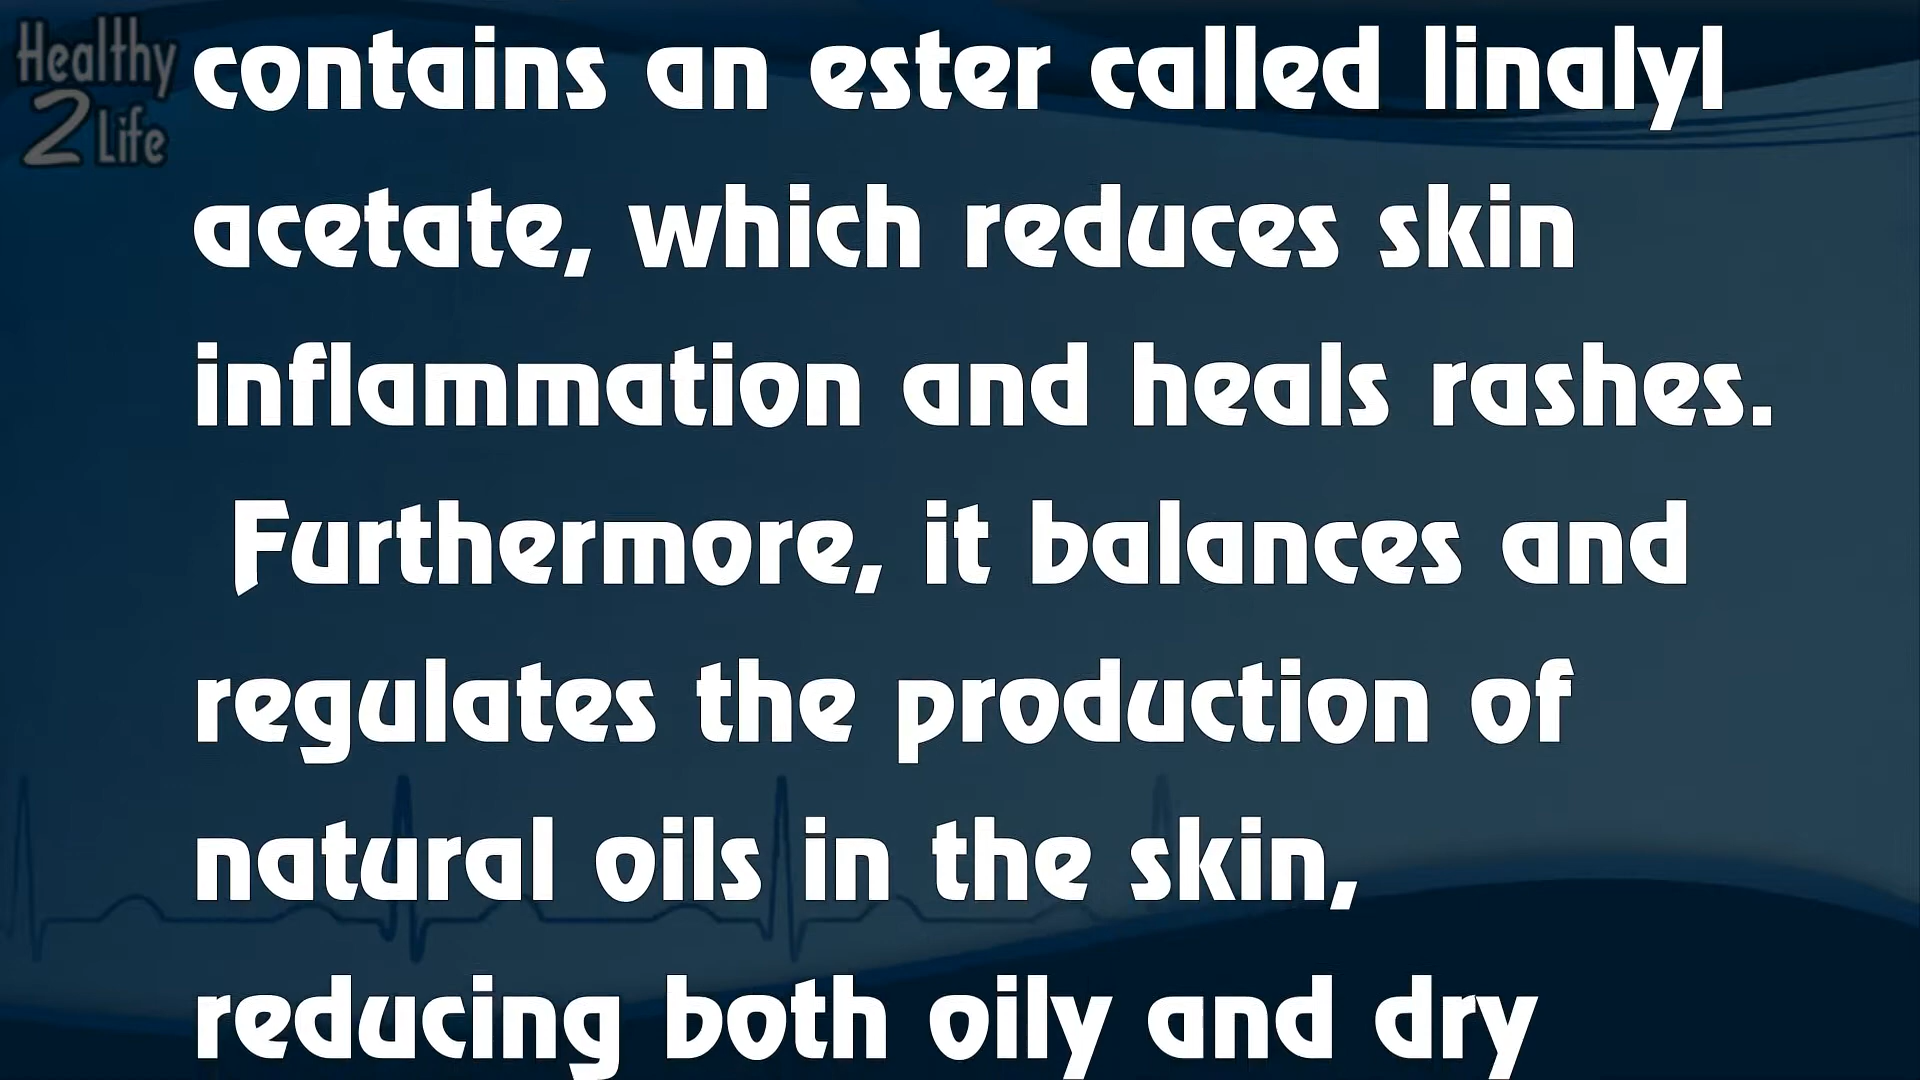 Healthy
2 Life
contains an ester called linalyl
acetate, which reduces skin
inflammation and heals rashes.
Furthermore, it balances and
regulates the production of
natural oils in the skin,
reducing both oily and dry